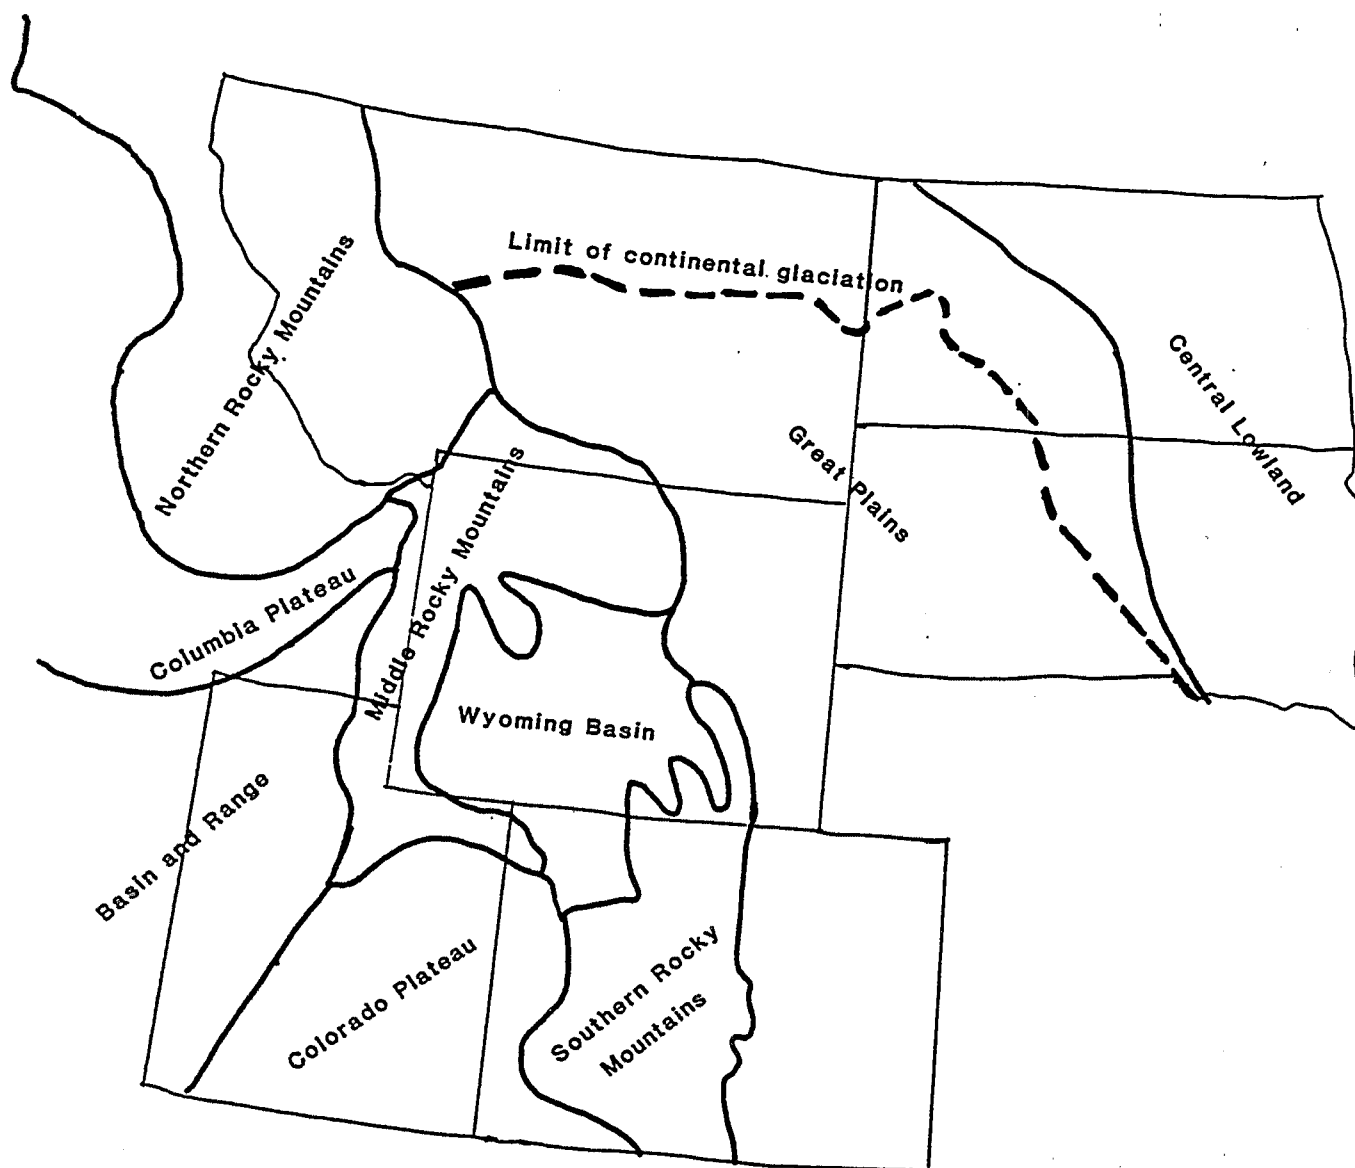 Limit of continental glaciation
Northern Rocky Mountains
Central Lowland
Great Plains
Middle Rocky Mountains
Columbia Plateau
Wyoming Basin
Basin and Range
Colorado Plateau
Southern Rocky
Mountains